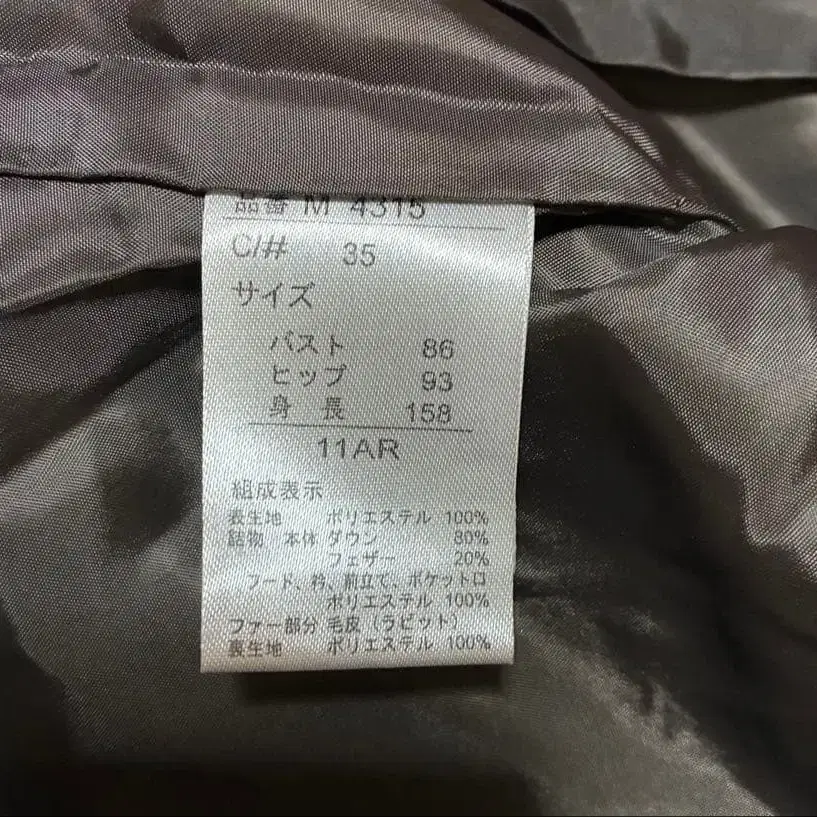 品番 M 4315
C/# 35
サイズ
バスト 86
ヒップ 93
身 長 158
11AR
組成表示
表生地 ポリエステル 100%
詰物 本体 ダウン 80%
フェザー 20%
フード、衿、前立て、ポケット口
ポリエステル 100%
ファー部分 毛皮（ラビット）
裏生地 ポリエステル 100%